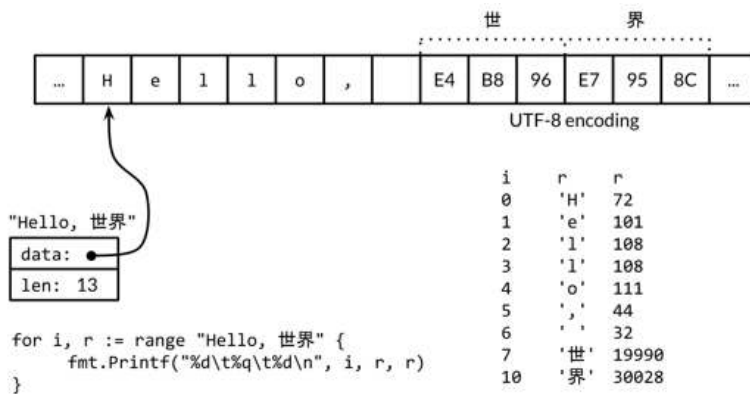 世 界
... H e l l o , E4 B8 96 E7 95 8C ...
UTF-8 encoding
"Hello, 世界"
data:
len: 13
for i, r := range "Hello, 世界" {
fmt.Printf("%d\t%q\t%d\n", i, r, r)
}
i r r
0 'H' 72
1 'e' 101
2 'l' 108
3 'l' 108
4 'o' 111
5 ',' 44
6 ' ' 32
7 '世' 19990
10 '界' 30028